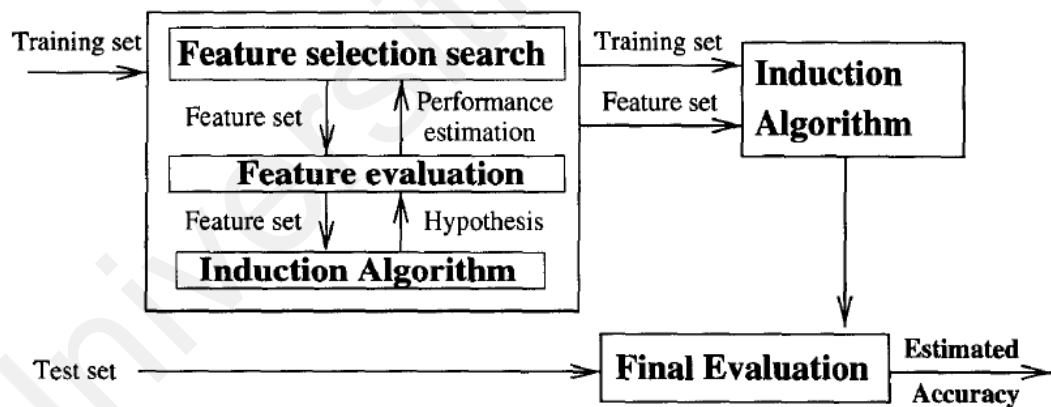 Training set
Feature selection search
Training set
Induction
Algorithm
Feature set
Performance
estimation
Feature set
Feature evaluation
Feature set
Hypothesis
Induction Algorithm
Test set
Final Evaluation
Estimated
Accuracy